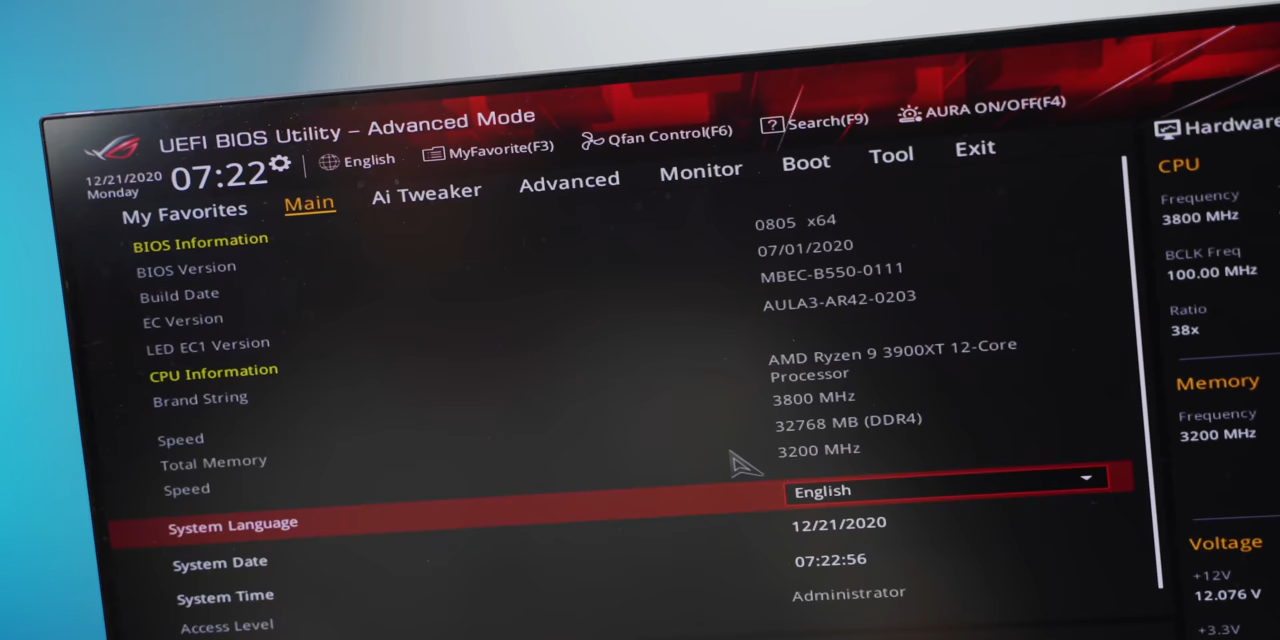 UEFI BIOS Utility – Advanced Mode
12/21/2020
Monday
07:22
English
MyFavorite(F3)
Qfan Control(F6)
Search(F9)
AURA ON/OFF(F4)
My Favorites
Main
Ai Tweaker
Advanced
Monitor
Boot
Tool
Exit
BIOS Information
BIOS Version
0805 x64
Build Date
07/01/2020
EC Version
MBEC-B550-0111
LED EC1 Version
AULA3-AR42-0203
CPU Information
Brand String
AMD Ryzen 9 3900XT 12-Core
Processor
Speed
3800 MHz
Total Memory
32768 MB (DDR4)
Speed
3200 MHz
System Language
English
System Date
12/21/2020
System Time
07:22:56
Access Level
Administrator
Hardware
CPU
Frequency
3800 MHz
BCLK Freq
100.00 MHz
Ratio
38x
Memory
Frequency
3200 MHz
Voltage
+12V
12.076 V
+3.3V